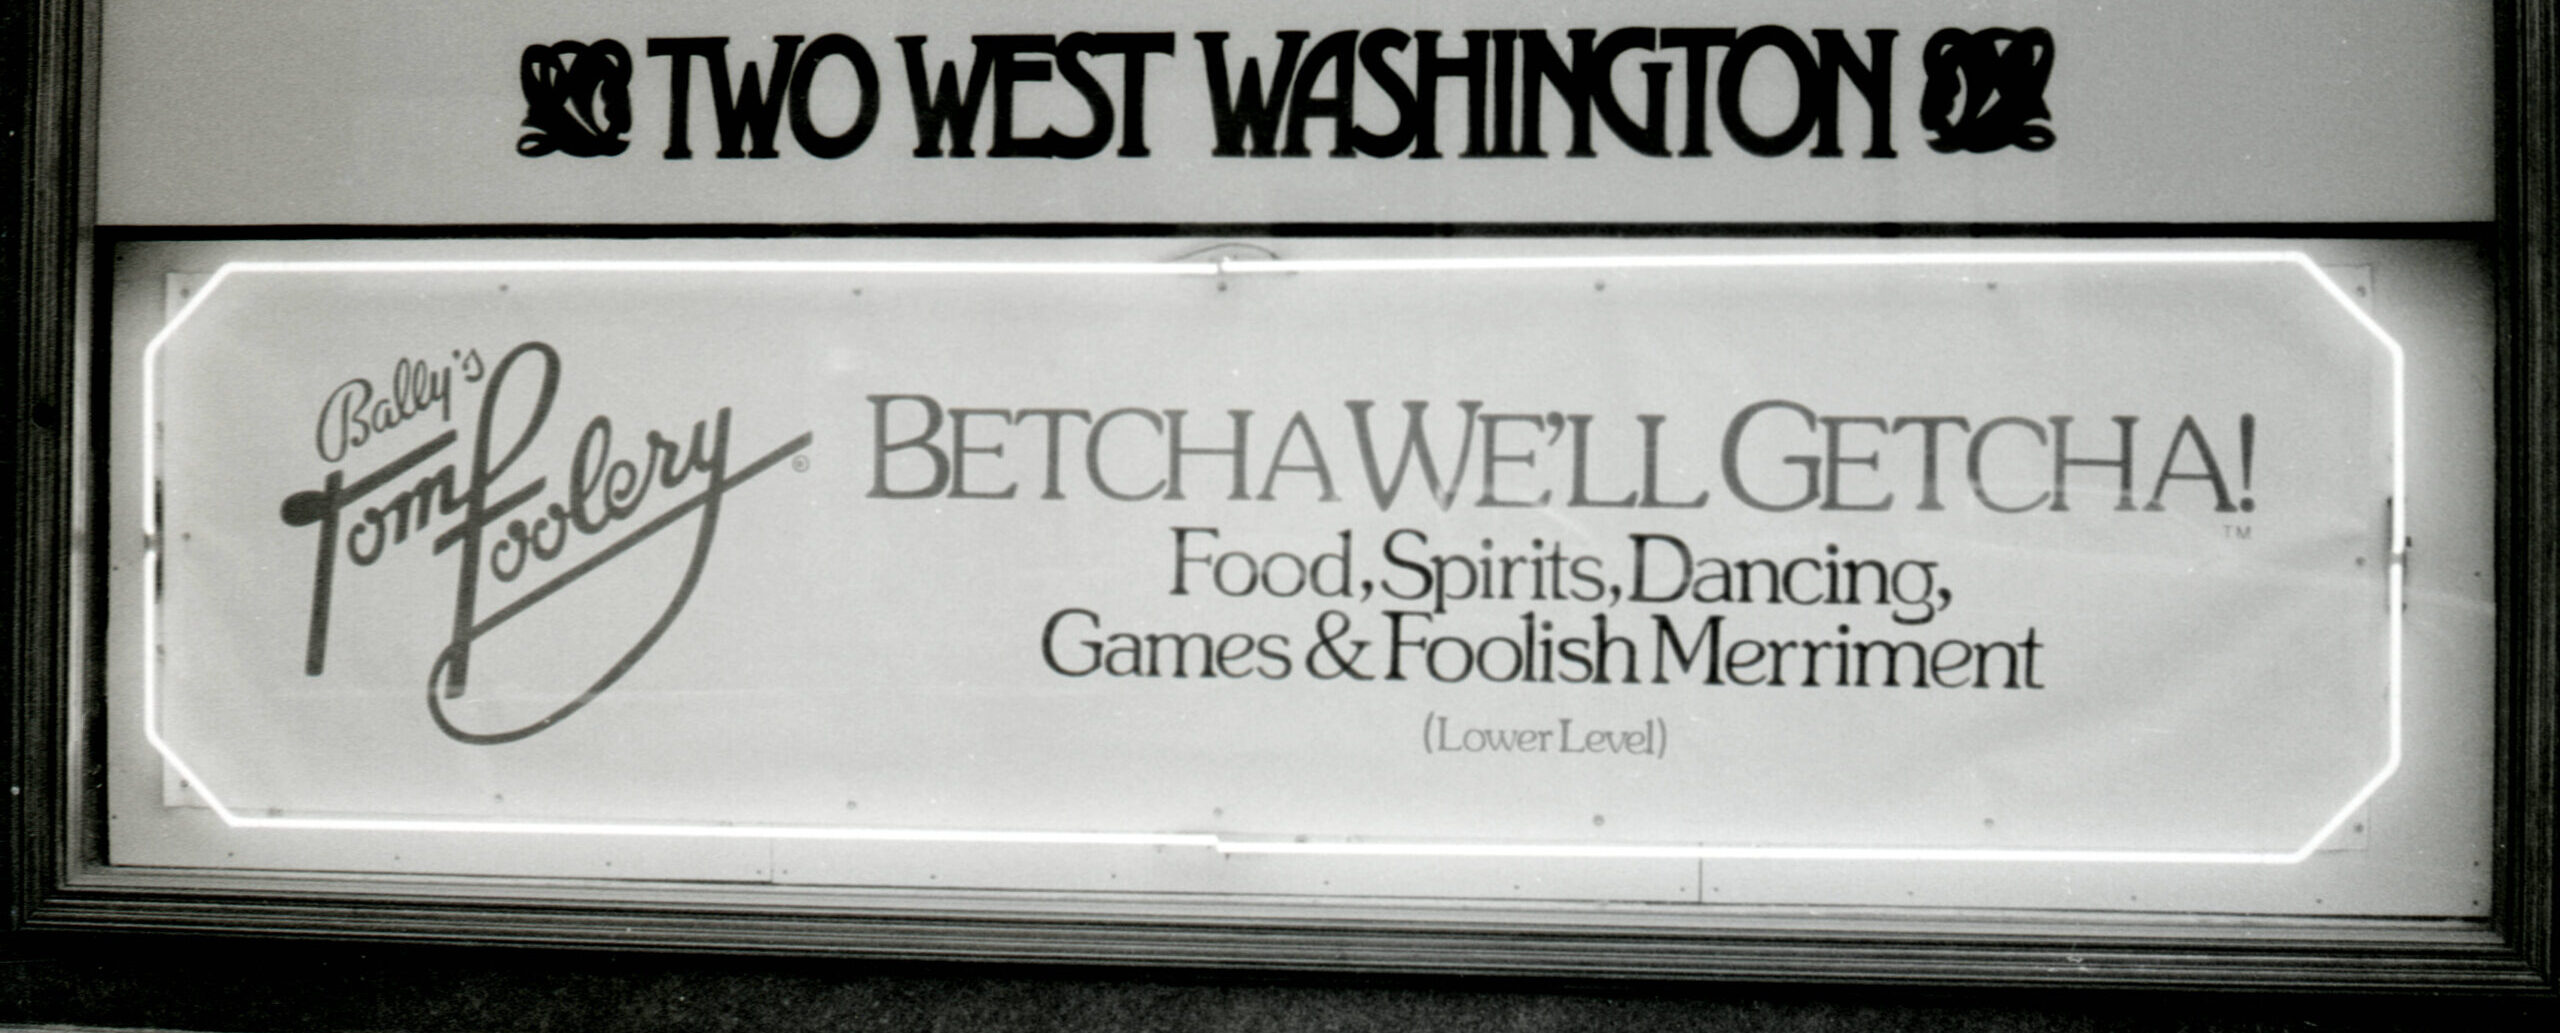 TWO WEST WASHINGTON
Bally's
Tom Foolery ®
BETCHA WE'LL GETCHA!
TM
Food, Spirits, Dancing,
Games & Foolish Merriment
(Lower Level)